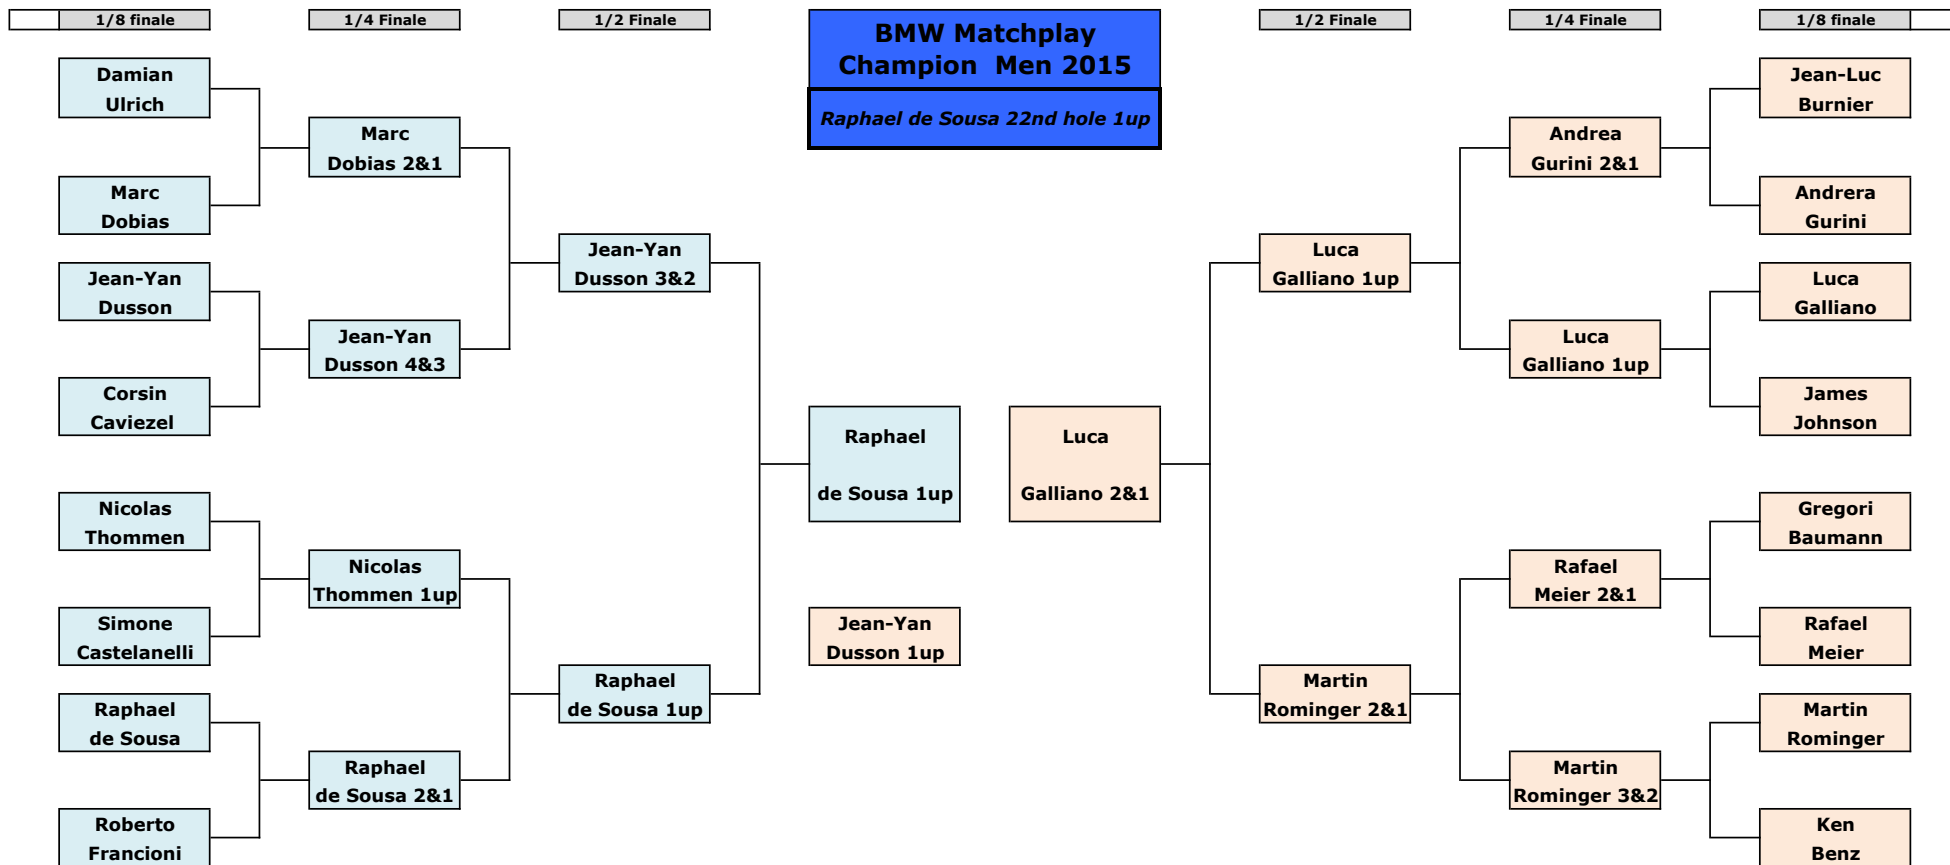 1/8 finale
1/4 Finale
1/2 Finale
BMW Matchplay
Champion Men 2015
Raphael de Sousa 22nd hole 1up
1/2 Finale
1/4 Finale
1/8 finale
Damian
Ulrich
Marc
Dobias
Jean-Yan
Dusson
Corsin
Caviezel
Nicolas
Thommen
Simone
Castelanelli
Raphael
de Sousa
Roberto
Francioni
Marc
Dobias 2&1
Jean-Yan
Dusson 4&3
Nicolas
Thommen 1up
Raphael
de Sousa 2&1
Jean-Yan
Dusson 3&2
Raphael
de Sousa 1up
Raphael
de Sousa 1up
Jean-Yan
Dusson 1up
Luca
Galliano 2&1
Luca
Galliano 1up
Martin
Rominger 2&1
Andrea
Gurini 2&1
Luca
Galliano 1up
Rafael
Meier 2&1
Martin
Rominger 3&2
Jean-Luc
Burnier
Andrera
Gurini
Luca
Galliano
James
Johnson
Gregori
Baumann
Rafael
Meier
Martin
Rominger
Ken
Benz